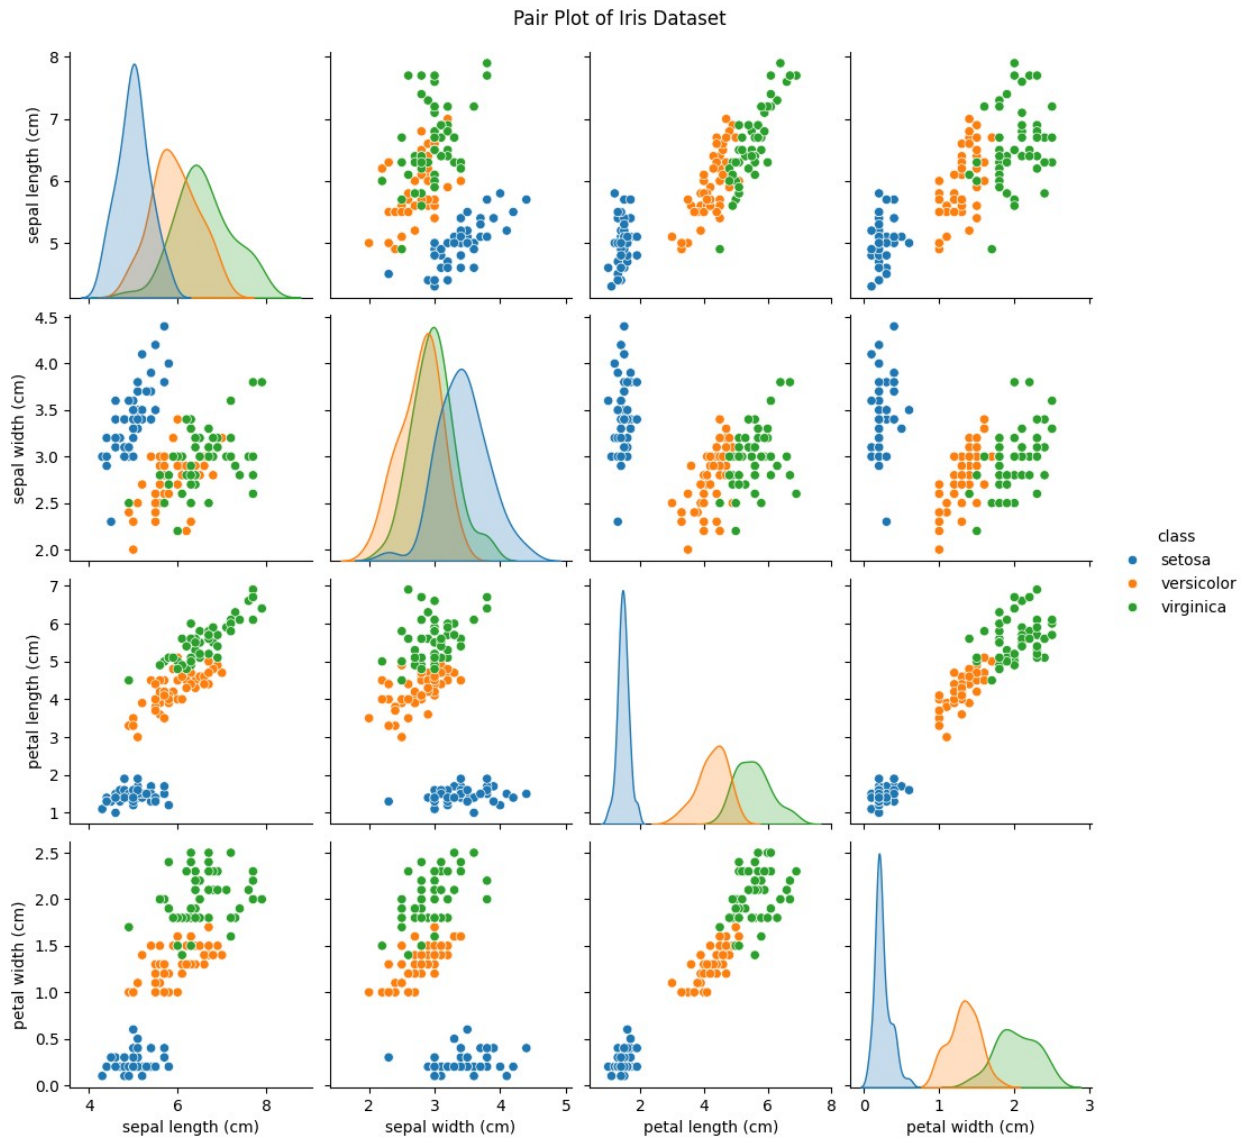 Pair Plot of Iris Dataset
sepal length (cm)
8
7
6
5
sepal width (cm)
4.5
4.0
3.5
3.0
2.5
2.0
petal length (cm)
7
6
5
4
3
2
1
petal width (cm)
2.5
2.0
1.5
1.0
0.5
0.0
4 6 8
sepal length (cm)
2 3 4 5
sepal width (cm)
2 4 6 8
petal length (cm)
0 1 2 3
petal width (cm)
class
setosa
versicolor
virginica